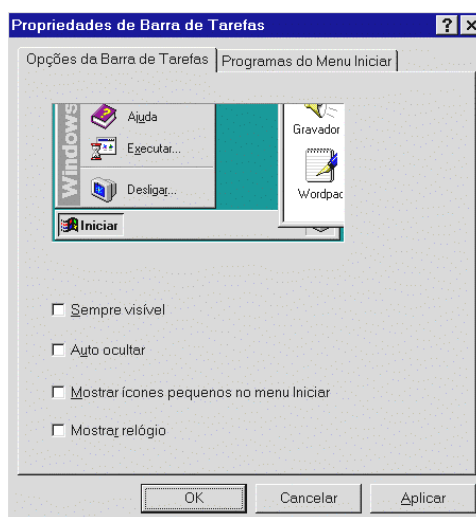 Propriedades de Barra de Tarefas
Opções da Barra de Tarefas
Programas do Menu Iniciar
Windows
Ajuda
Executar...
Desligar...
Iniciar
Gravador
Wordpac
Sempre visível
Auto ocultar
Mostrar ícones pequenos no menu Iniciar
Mostrar relógio
OK
Cancelar
Aplicar